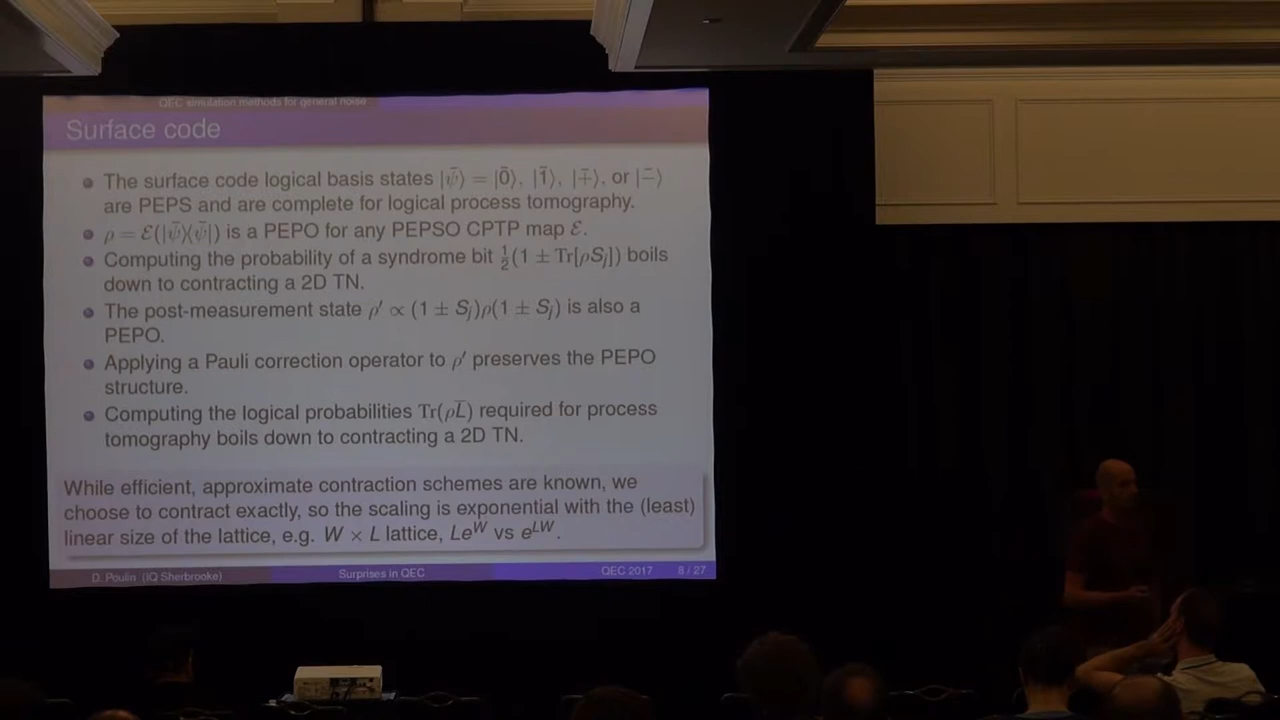 QEC simulation methods for general noise
Surface code
The surface code logical basis states |ψ̄⟩ = |0̄⟩, |1̄⟩, |+̄⟩, or |−̄⟩
are PEPS and are complete for logical process tomography.
ρ = ℰ(|ψ̄⟩⟨ψ̄|) is a PEPO for any PEPSO CPTP map ℰ.
Computing the probability of a syndrome bit ½(1 ± Tr[ρSⱼ]) boils
down to contracting a 2D TN.
The post-measurement state ρ′ ∝ (1 ± Sⱼ)ρ(1 ± Sⱼ) is also a
PEPO.
Applying a Pauli correction operator to ρ′ preserves the PEPO
structure.
Computing the logical probabilities Tr(ρL̄) required for process
tomography boils down to contracting a 2D TN.
While efficient, approximate contraction schemes are known, we
choose to contract exactly, so the scaling is exponential with the (least)
linear size of the lattice, e.g. W × L lattice, Le^W vs e^LW.
D. Poulin (IQ Sherbrooke) Surprises in QEC QEC 2017 8 / 27